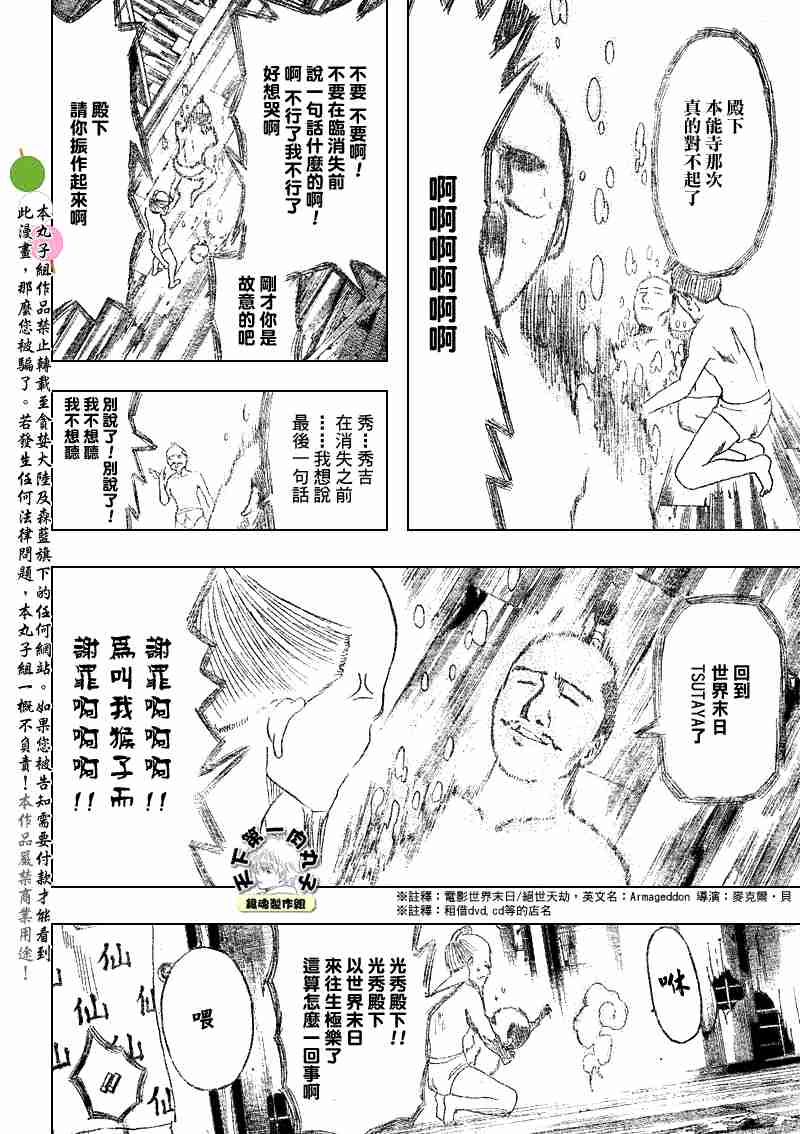 殿下
本能寺那次
真的對不起了
啊啊啊啊啊啊
不要 不要啊!
不要在臨消失前
說一句話什麼的啊!
啊 不行了我不行了
好想哭啊
殿下
請你振作起來啊
剛才你是
故意的吧
秀…秀吉
在消失之前
……我想說
最後一句話
別說了!別說了!
我不想聽
我不想聽
回到
世界末日
TSUTAYA了
謝罪啊啊啊!!
為叫我猴子而
謝罪啊啊啊!!
天下第一肉丸子
銀魂製作組
※註釋:電影世界末日/絕世天劫,英文名:Armageddon 導演:麥克爾·貝
※註釋:租借dvd,cd等的店名
咻
光秀殿下!!
光秀殿下
以世界末日
來往生極樂了
這算怎麼一回事啊
喂
仙
仙
仙
仙
仙
本丸子組作品禁止轉載至貪婪大陸及森藍旗下的任何網站。如果您被告知需要付款才能看到
此漫畫,那麼您被騙了。若發生任何法律問題,本丸子組一概不負責!本作品嚴禁商業用途!